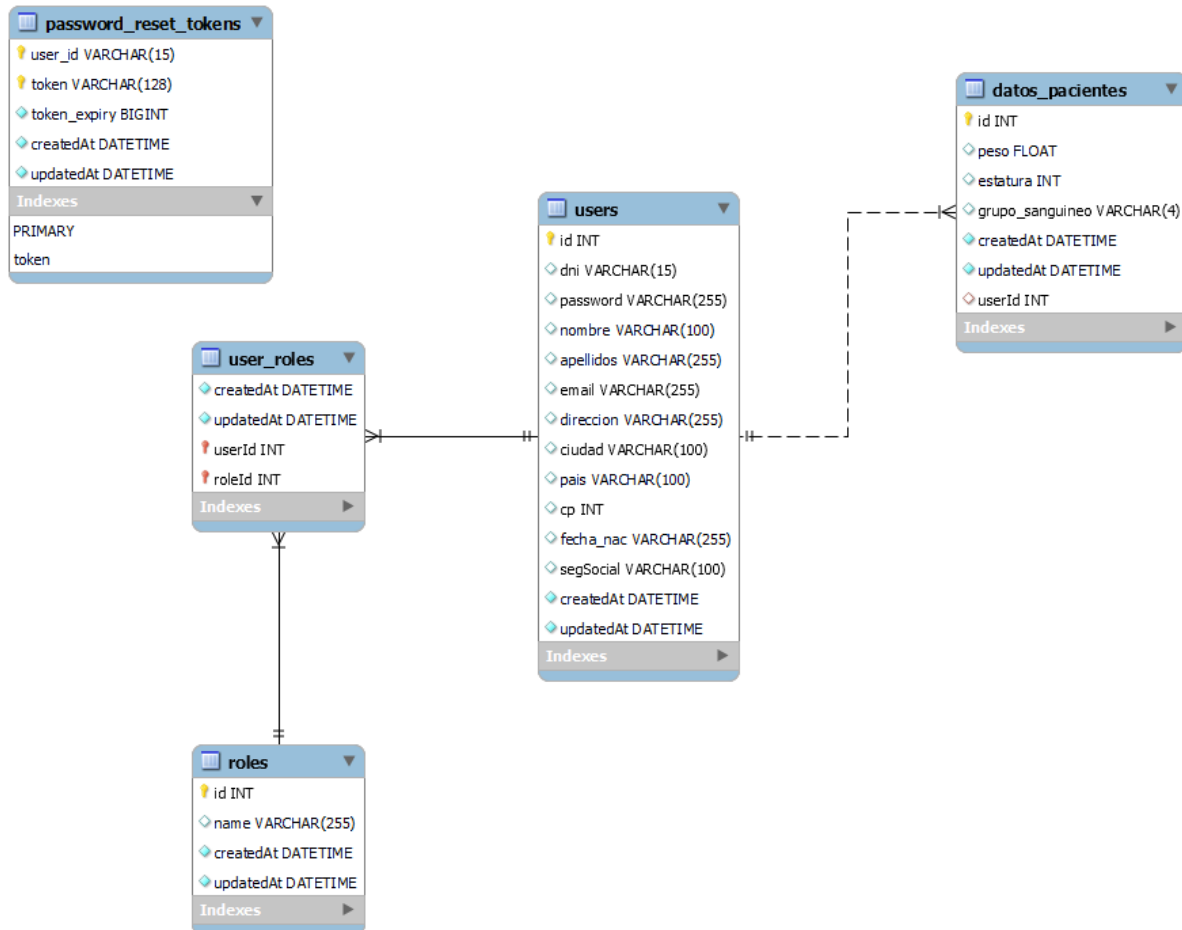 password_reset_tokens
user_id VARCHAR(15)
token VARCHAR(128)
token_expiry BIGINT
createdAt DATETIME
updatedAt DATETIME
Indexes
PRIMARY
token
datos_pacientes
id INT
peso FLOAT
estatura INT
grupo_sanguineo VARCHAR(4)
createdAt DATETIME
updatedAt DATETIME
userId INT
Indexes
users
id INT
dni VARCHAR(15)
password VARCHAR(255)
nombre VARCHAR(100)
apellidos VARCHAR(255)
email VARCHAR(255)
direccion VARCHAR(255)
ciudad VARCHAR(100)
pais VARCHAR(100)
cp INT
fecha_nac VARCHAR(255)
segSocial VARCHAR(100)
createdAt DATETIME
updatedAt DATETIME
Indexes
user_roles
createdAt DATETIME
updatedAt DATETIME
userId INT
roleId INT
Indexes
roles
id INT
name VARCHAR(255)
createdAt DATETIME
updatedAt DATETIME
Indexes